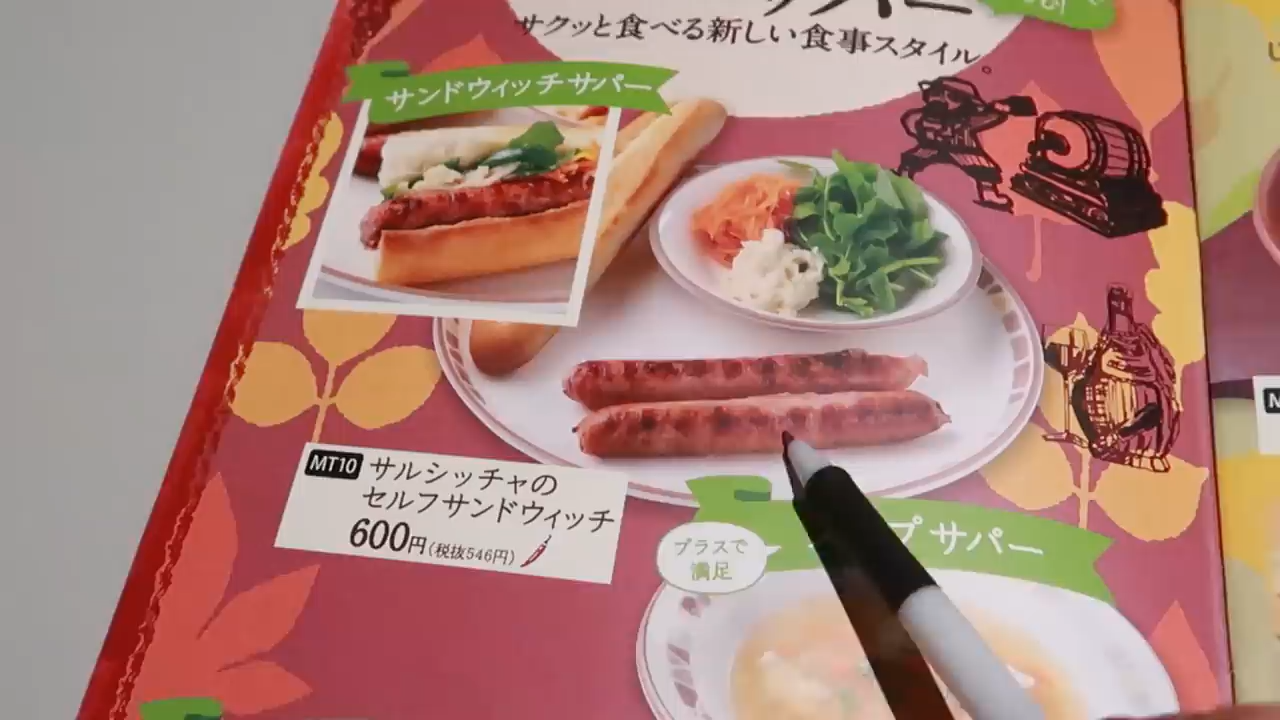 サクッと食べる新しい食事スタイル。
サンドウィッチサパー
MT10 サルシッチャの
セルフサンドウィッチ
600円(税抜546円)
プラスで
満足
プ サパー